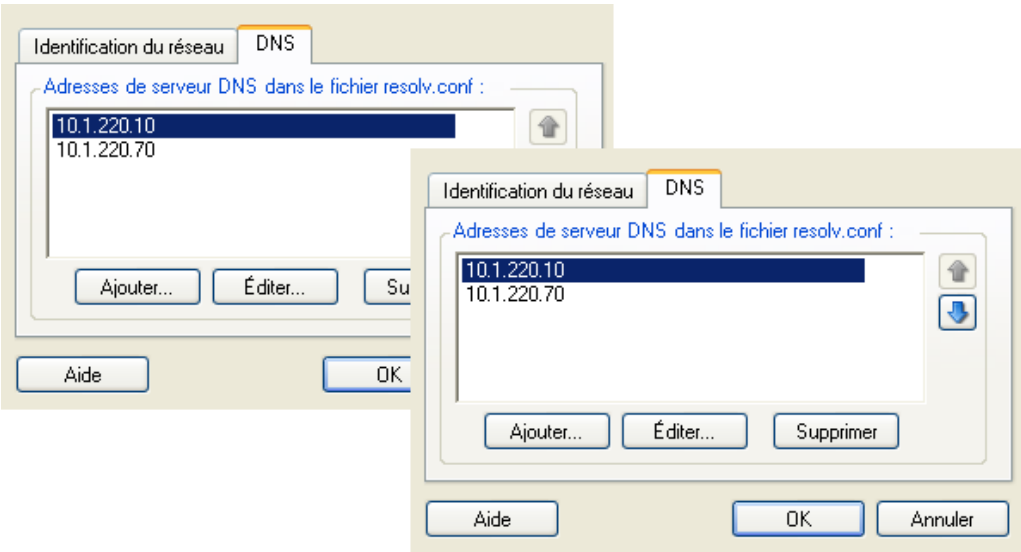 Identification du réseau DNS
Adresses de serveur DNS dans le fichier resolv.conf :
10.1.220.10
10.1.220.70
Ajouter... Éditer... Su
Aide OK
Identification du réseau DNS
Adresses de serveur DNS dans le fichier resolv.conf :
10.1.220.10
10.1.220.70
Ajouter... Éditer... Supprimer
Aide OK Annuler